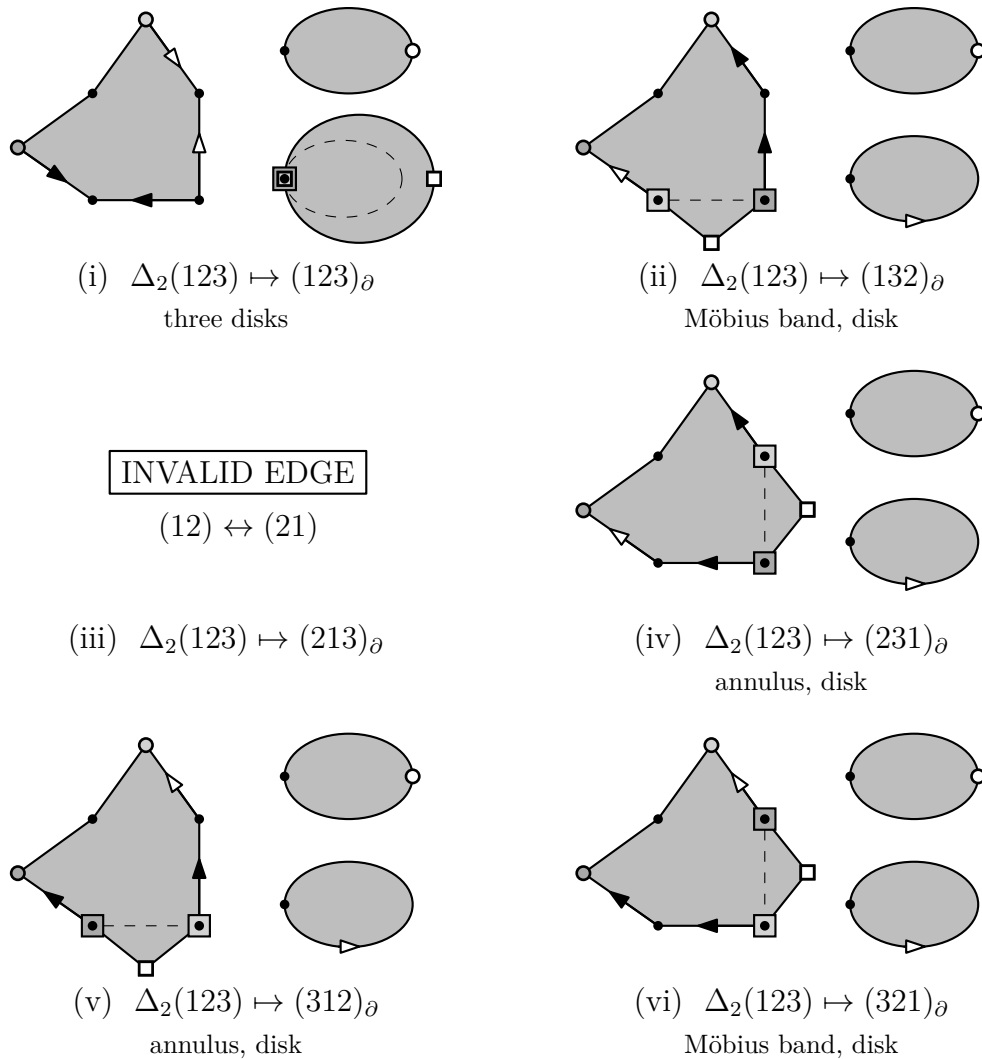 (i) Δ₂(123) ↦ (123)∂
three disks
(ii) Δ₂(123) ↦ (132)∂
Möbius band, disk
INVALID EDGE
(12) ↔ (21)
(iii) Δ₂(123) ↦ (213)∂
(iv) Δ₂(123) ↦ (231)∂
annulus, disk
(v) Δ₂(123) ↦ (312)∂
annulus, disk
(vi) Δ₂(123) ↦ (321)∂
Möbius band, disk